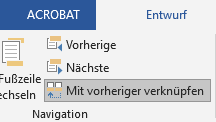 ACROBAT Entwurf
Vorherige
Nächste
Fußzeile
echseln
Mit vorheriger verknüpfen
Navigation